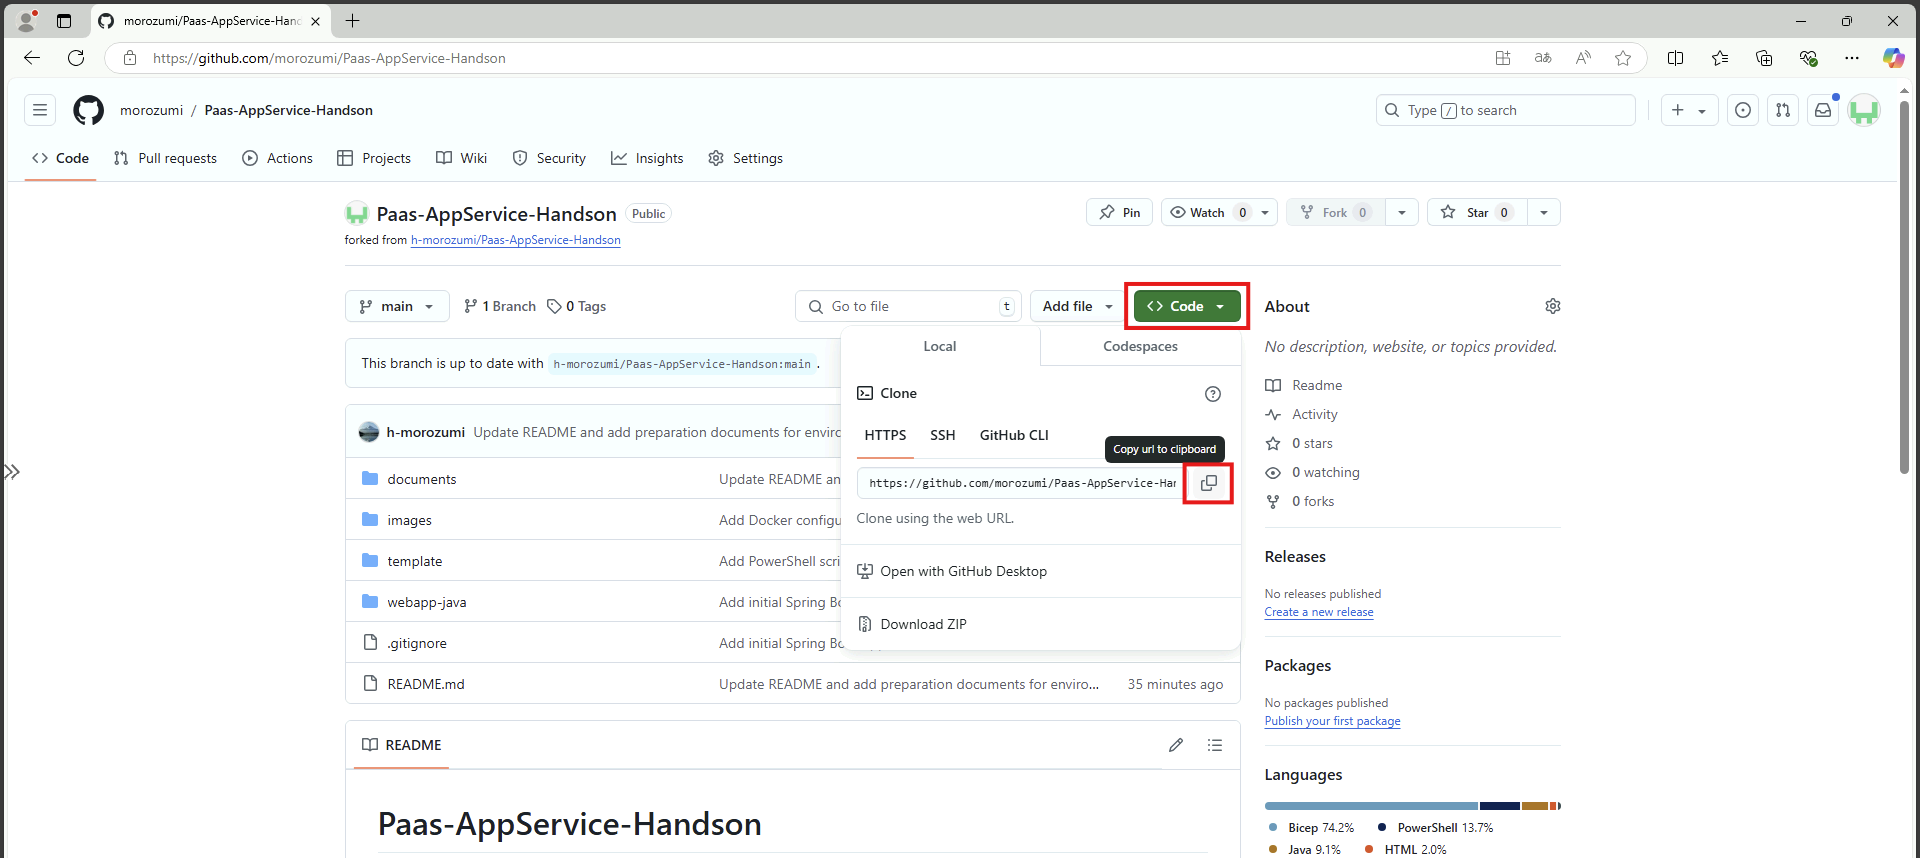 morozumi/Paas-AppService-Hand
https://github.com/morozumi/Paas-AppService-Handson
morozumi / Paas-AppService-Handson
Type / to search
Code
Pull requests
Actions
Projects
Wiki
Security
Insights
Settings
Paas-AppService-Handson Public
forked from h-morozumi/Paas-AppService-Handson
Pin
Watch 0
Fork 0
Star 0
main
1 Branch
0 Tags
Go to file t
Add file
Code
This branch is up to date with h-morozumi/Paas-AppService-Handson:main .
h-morozumi Update README and add preparation documents for enviro
documents Update README an
images Add Docker configu
template Add PowerShell scri
webapp-java Add initial Spring Bo
.gitignore Add initial Spring Bo
README.md Update README and add preparation documents for enviro... 35 minutes ago
Local
Codespaces
Clone
HTTPS
SSH
GitHub CLI
Copy url to clipboard
https://github.com/morozumi/Paas-AppService-Har
Clone using the web URL.
Open with GitHub Desktop
Download ZIP
README
Paas-AppService-Handson
About
No description, website, or topics provided.
Readme
Activity
0 stars
0 watching
0 forks
Releases
No releases published
Create a new release
Packages
No packages published
Publish your first package
Languages
Bicep 74.2% PowerShell 13.7%
Java 9.1% HTML 2.0%